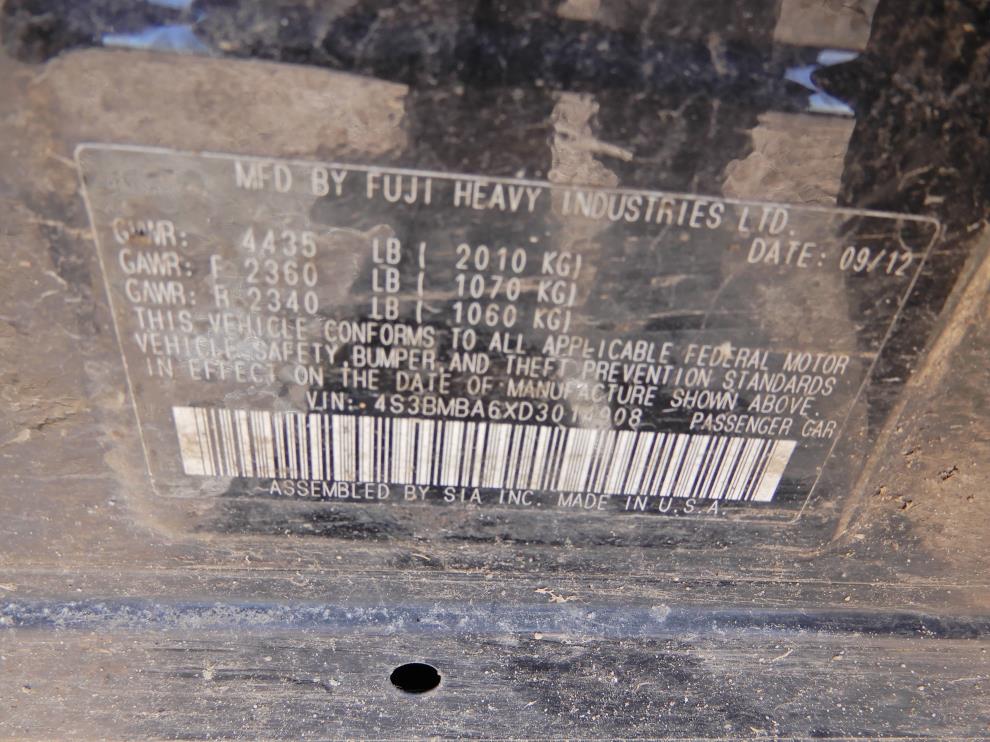 MFD BY FUJI HEAVY INDUSTRIES LTD.
DATE: 09/12
GVWR: 4435 LB ( 2010 KG)
GAWR: F 2360 LB ( 1070 KG)
GAWR: R 2340 LB ( 1060 KG)
THIS VEHICLE CONFORMS TO ALL APPLICABLE FEDERAL MOTOR
VEHICLE SAFETY, BUMPER, AND THEFT PREVENTION STANDARDS
IN EFFECT ON THE DATE OF MANUFACTURE SHOWN ABOVE.
VIN: PASSENGER CAR
ASSEMBLED BY SIA INC. MADE IN U.S.A.